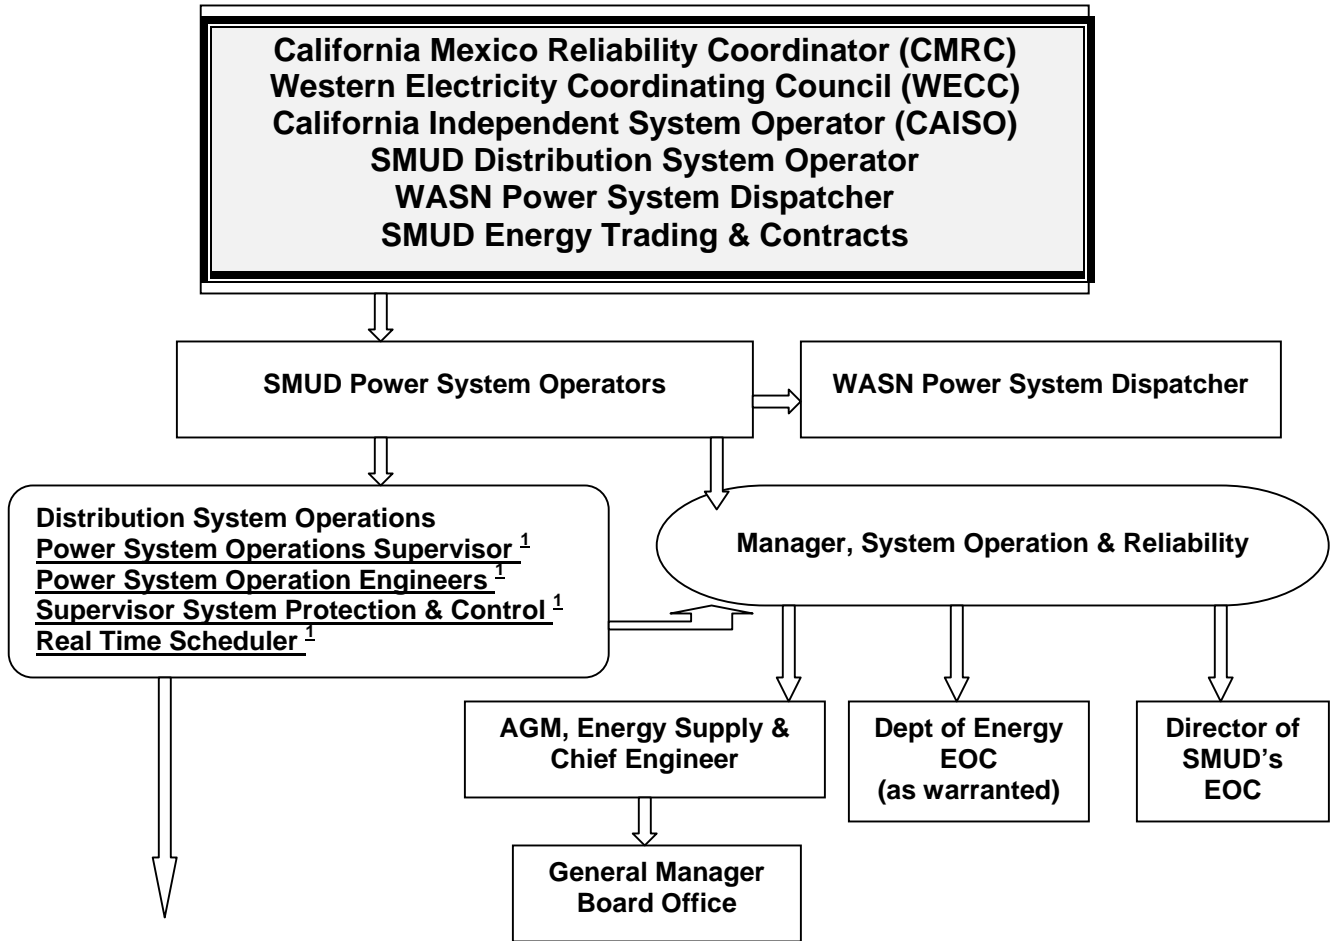 California Mexico Reliability Coordinator (CMRC)
Western Electricity Coordinating Council (WECC)
California Independent System Operator (CAISO)
SMUD Distribution System Operator
WASN Power System Dispatcher
SMUD Energy Trading & Contracts
SMUD Power System Operators
WASN Power System Dispatcher
Distribution System Operations
Power System Operations Supervisor 1
Power System Operation Engineers 1
Supervisor System Protection & Control 1
Real Time Scheduler 1
Manager, System Operation & Reliability
AGM, Energy Supply &
Chief Engineer
Dept of Energy
EOC
(as warranted)
Director of
SMUD's
EOC
General Manager
Board Office